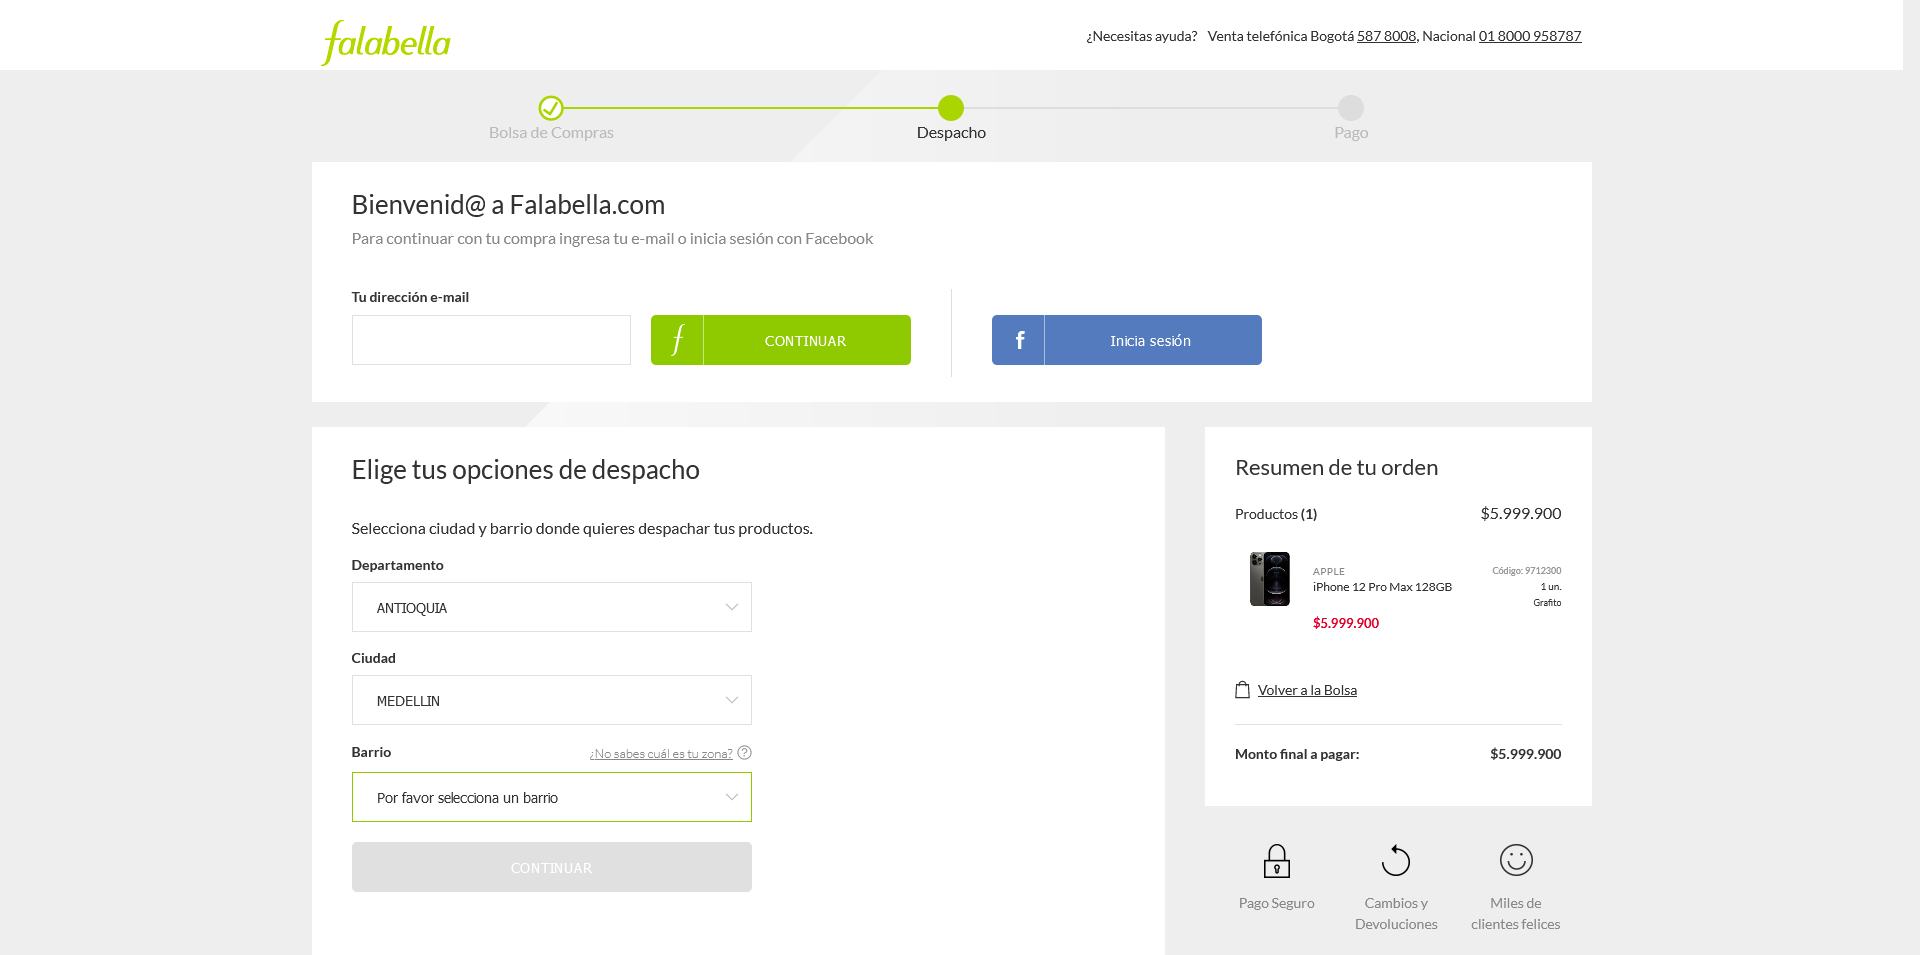 falabella
¿Necesitas ayuda? Venta telefónica Bogotá 587 8008, Nacional 01 8000 958787
Bolsa de Compras
Despacho
Pago
Bienvenid@ a Falabella.com
Para continuar con tu compra ingresa tu e-mail o inicia sesión con Facebook
Tu dirección e-mail
f CONTINUAR
f Inicia sesión
Elige tus opciones de despacho
Selecciona ciudad y barrio donde quieres despachar tus productos.
Departamento
ANTIOQUIA
Ciudad
MEDELLIN
Barrio
¿No sabes cuál es tu zona? ?
Por favor selecciona un barrio
CONTINUAR
Resumen de tu orden
Productos (1) $5.999.900
APPLE
iPhone 12 Pro Max 128GB
$5.999.900
Código: 9712300
1 un.
Grafito
Volver a la Bolsa
Monto final a pagar: $5.999.900
Pago Seguro
Cambios y
Devoluciones
Miles de
clientes felices